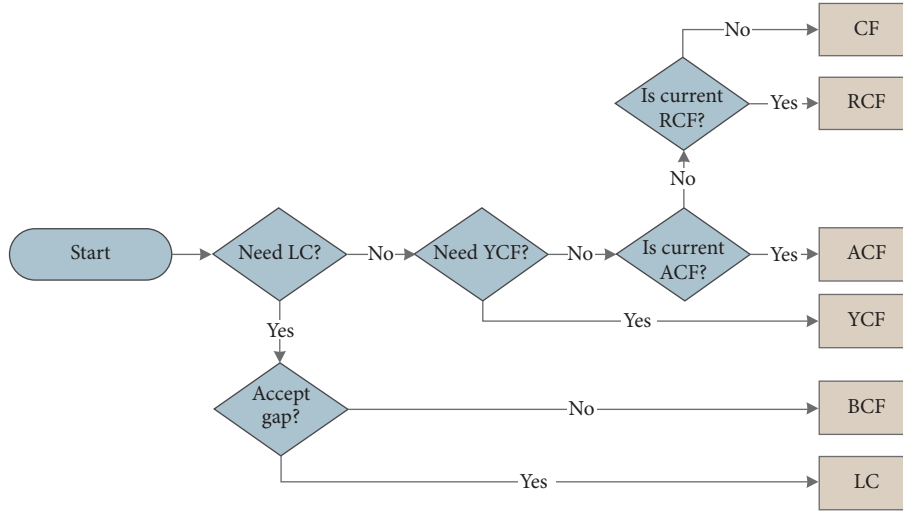 No
CF
Is current
RCF?
Yes
RCF
No
Start
Need LC?
No
Need YCF?
No
Is current
ACF?
Yes
ACF
Yes
YCF
Yes
Accept
gap?
No
BCF
Yes
LC